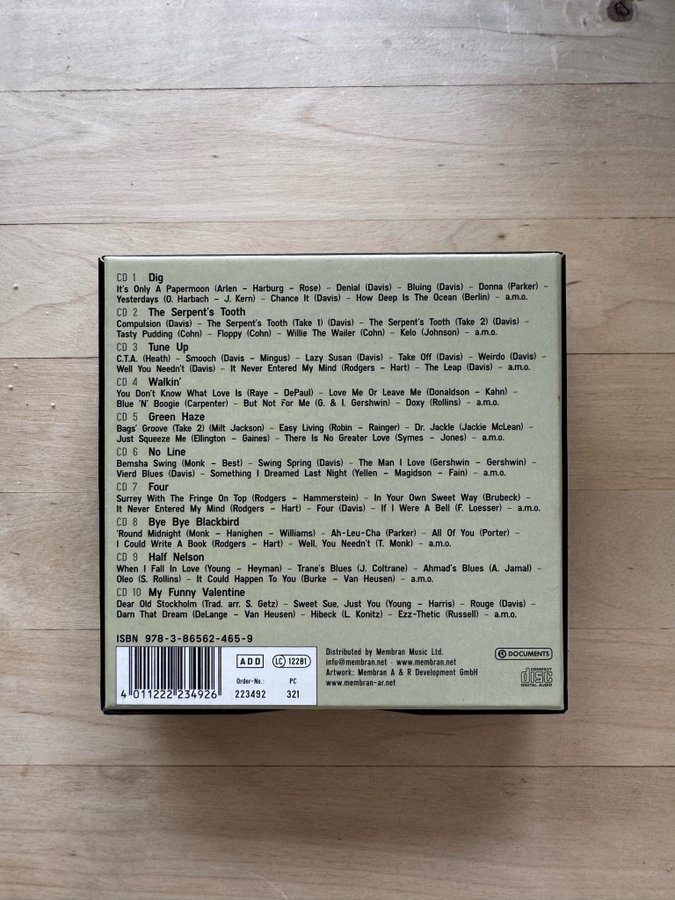 CD 1 Dig
It's Only A Papermoon (Arlen – Harburg – Rose) – Denial (Davis) – Bluing (Davis) – Donna (Parker) –
Yesterdays (O. Harbach – J. Kern) – Chance It (Davis) – How Deep Is The Ocean (Berlin) – a.m.o.
CD 2 The Serpent's Tooth
Compulsion (Davis) – The Serpent's Tooth (Take 1) (Davis) – The Serpent's Tooth (Take 2) (Davis) –
Tasty Pudding (Cohn) – Floppy (Cohn) – Willie The Wailer (Cohn) – Kelo (Johnson) – a.m.o.
CD 3 Tune Up
C.T.A. (Heath) – Smooch (Davis – Mingus) – Lazy Susan (Davis) – Take Off (Davis) – Weirdo (Davis) –
Well You Needn't (Davis) – It Never Entered My Mind (Rodgers – Hart) – The Leap (Davis) – a.m.o.
CD 4 Walkin'
You Don't Know What Love Is (Raye – DePaul) – Love Me Or Leave Me (Donaldson – Kahn) –
Blue 'N' Boogie (Carpenter) – But Not For Me (G. & I. Gershwin) – Doxy (Rollins) – a.m.o.
CD 5 Green Haze
Bags' Groove (Take 2) (Milt Jackson) – Easy Living (Robin – Rainger) – Dr. Jackle (Jackie McLean) –
Just Squeeze Me (Ellington – Gaines) – There Is No Greater Love (Symes – Jones) – a.m.o.
CD 6 No Line
Bemsha Swing (Monk – Best) – Swing Spring (Davis) – The Man I Love (Gershwin – Gershwin) –
Vierd Blues (Davis) – Something I Dreamed Last Night (Yellen – Magidson – Fain) – a.m.o.
CD 7 Four
Surrey With The Fringe On Top (Rodgers – Hammerstein) – In Your Own Sweet Way (Brubeck) –
It Never Entered My Mind (Rodgers – Hart) – Four (Davis) – If I Were A Bell (F. Loesser) – a.m.o.
CD 8 Bye Bye Blackbird
'Round Midnight (Monk – Hanighen – Williams) – Ah-Leu-Cha (Parker) – All Of You (Porter) –
I Could Write A Book (Rodgers – Hart) – Well, You Needn't (T. Monk) – a.m.o.
CD 9 Half Nelson
When I Fall In Love (Young – Heyman) – Trane's Blues (J. Coltrane) – Ahmad's Blues (A. Jamal) –
Oleo (S. Rollins) – It Could Happen To You (Burke – Van Heusen) – a.m.o.
CD 10 My Funny Valentine
Dear Old Stockholm (Trad. arr. S. Getz) – Sweet Sue, Just You (Young – Harris) – Rouge (Davis) –
Darn That Dream (DeLange – Van Heusen) – Hibeck (L. Konitz) – Ezz-Thetic (Russell) – a.m.o.
ISBN 978-3-86562-465-9
4 011222 234926
ADD LC 12281
Order-No.: PC
223492 321
Distributed by Membran Music Ltd.
info@membran.net · www.membran.net
Artwork: Membran A & R Development GmbH
www.membran-ar.net
DOCUMENTS
COMPACT
disc
DIGITAL AUDIO